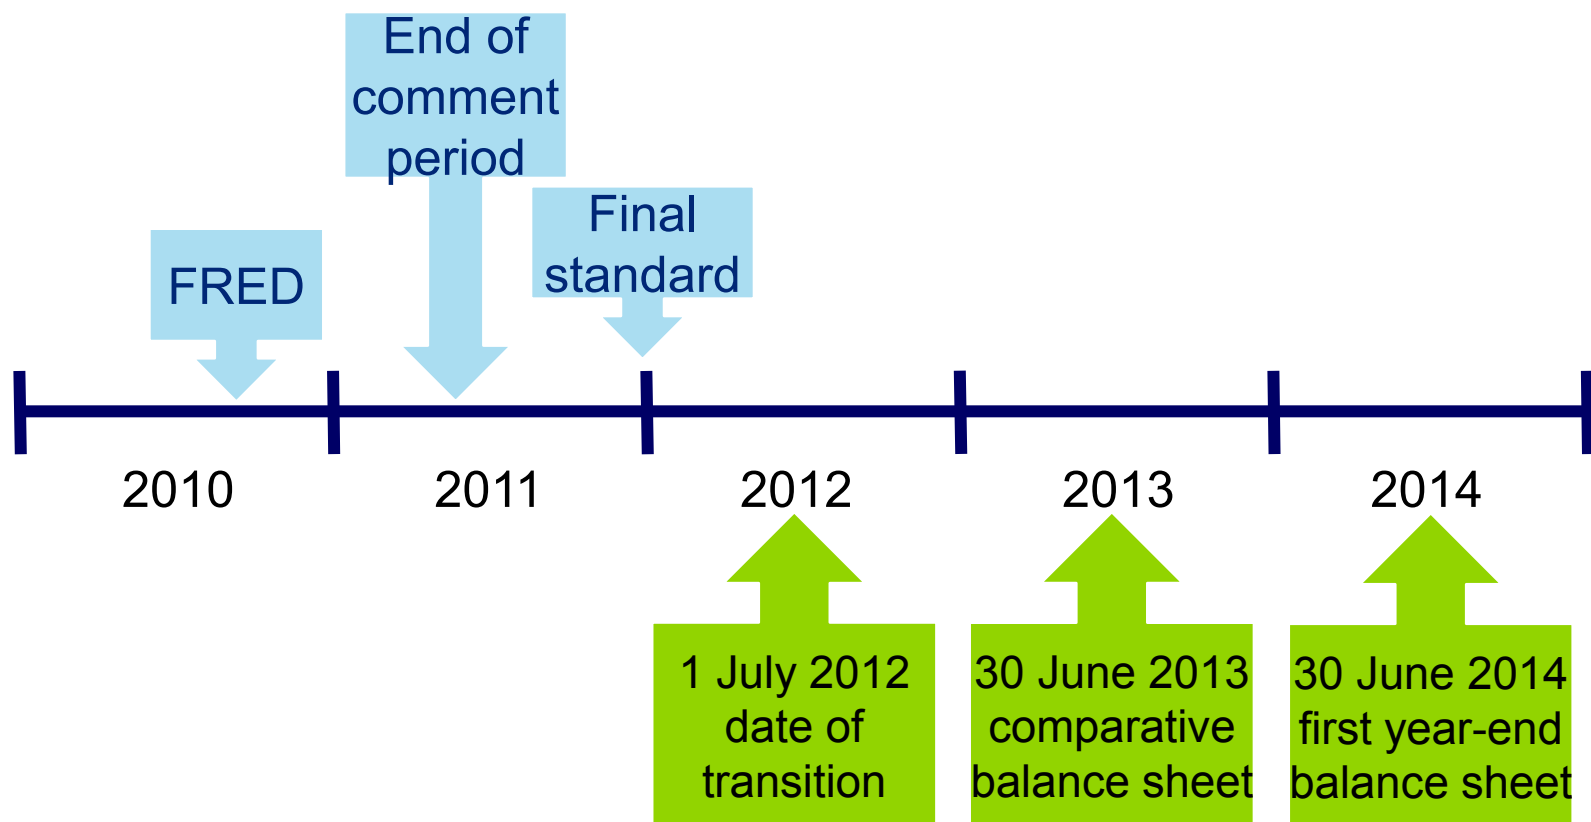 End of
comment
period
Final
standard
FRED
2010
2011
2012
2013
2014
1 July 2012
date of
transition
30 June 2013
comparative
balance sheet
30 June 2014
first year-end
balance sheet